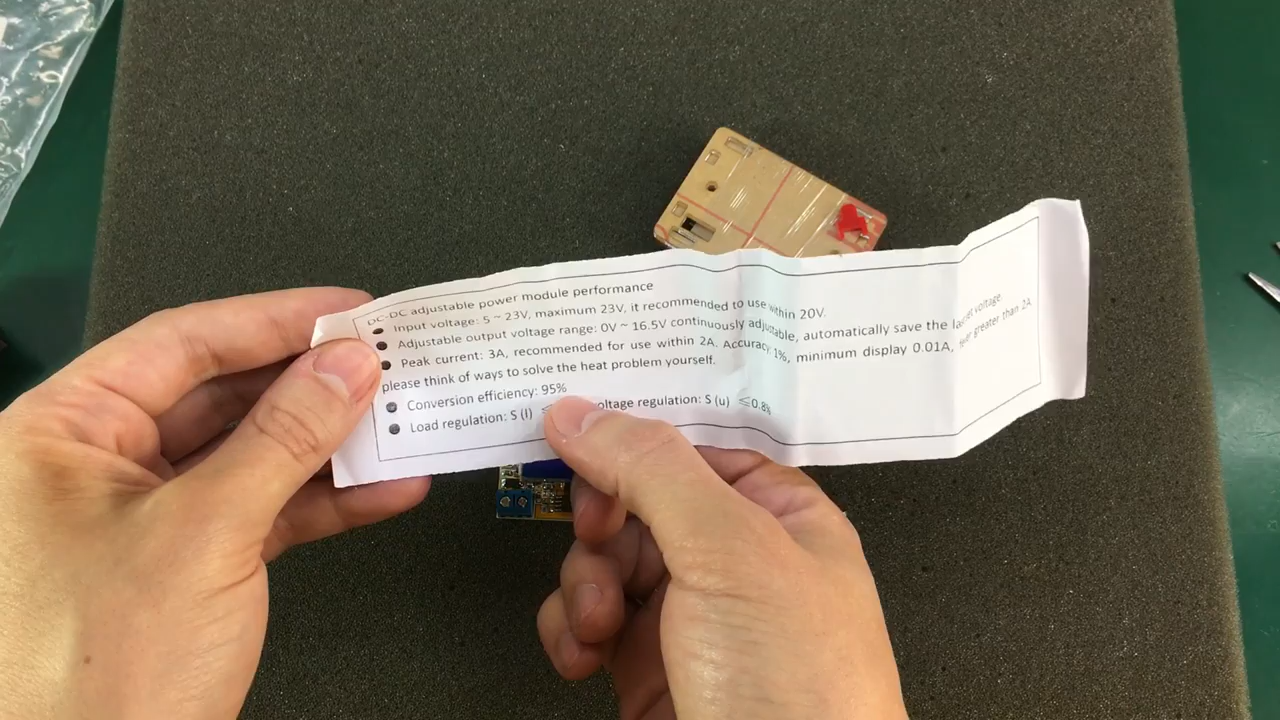 DC-DC adjustable power module performance
Input voltage: 5 ~ 23V, maximum 23V, it recommended to use within 20V.
Adjustable output voltage range: 0V ~ 16.5V continuously adjustable, automatically save the last set voltage
Peak current: 3A, recommended for use within 2A. Accuracy 1%, minimum display 0.01A, greater than 2A
please think of ways to solve the heat problem yourself.
Conversion efficiency: 95%
Load regulation: S (I) voltage regulation: S (u) ≤0.8%